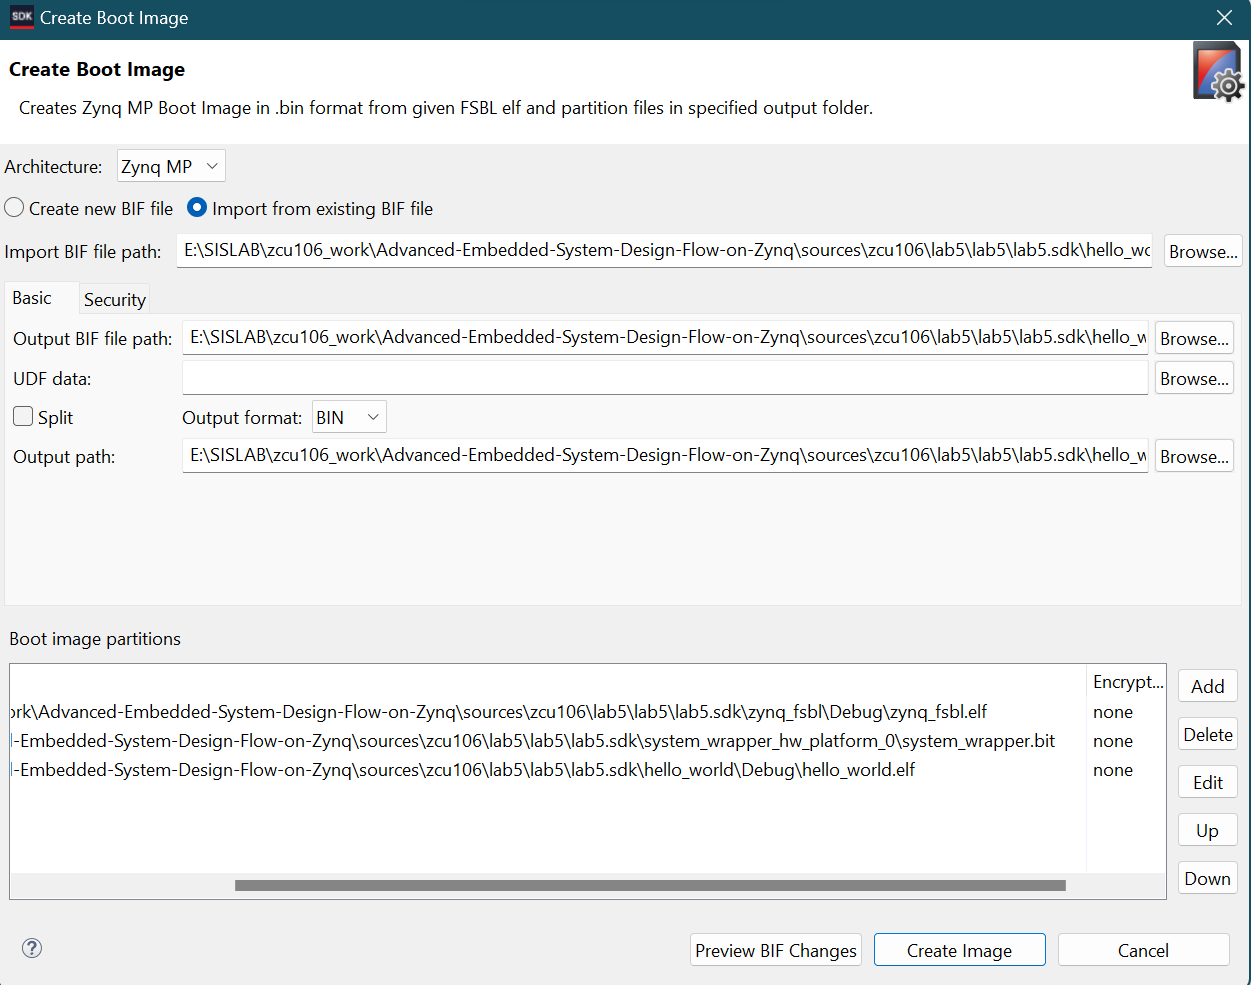 SDK Create Boot Image
Create Boot Image
Creates Zynq MP Boot Image in .bin format from given FSBL elf and partition files in specified output folder.
Architecture: Zynq MP
Create new BIF file Import from existing BIF file
Import BIF file path: E:\SISLAB\zcu106_work\Advanced-Embedded-System-Design-Flow-on-Zynq\sources\zcu106\lab5\lab5\lab5.sdk\hello_wo Browse...
Basic Security
Output BIF file path: E:\SISLAB\zcu106_work\Advanced-Embedded-System-Design-Flow-on-Zynq\sources\zcu106\lab5\lab5\lab5.sdk\hello_w Browse...
UDF data: Browse...
Split Output format: BIN
Output path: E:\SISLAB\zcu106_work\Advanced-Embedded-System-Design-Flow-on-Zynq\sources\zcu106\lab5\lab5\lab5.sdk\hello_w Browse...
Boot image partitions
Encrypt... Add
ork\Advanced-Embedded-System-Design-Flow-on-Zynq\sources\zcu106\lab5\lab5\lab5.sdk\zynq_fsbl\Debug\zynq_fsbl.elf none
l-Embedded-System-Design-Flow-on-Zynq\sources\zcu106\lab5\lab5\lab5.sdk\system_wrapper_hw_platform_0\system_wrapper.bit none Delete
l-Embedded-System-Design-Flow-on-Zynq\sources\zcu106\lab5\lab5\lab5.sdk\hello_world\Debug\hello_world.elf none
Edit
Up
Down
? Preview BIF Changes Create Image Cancel